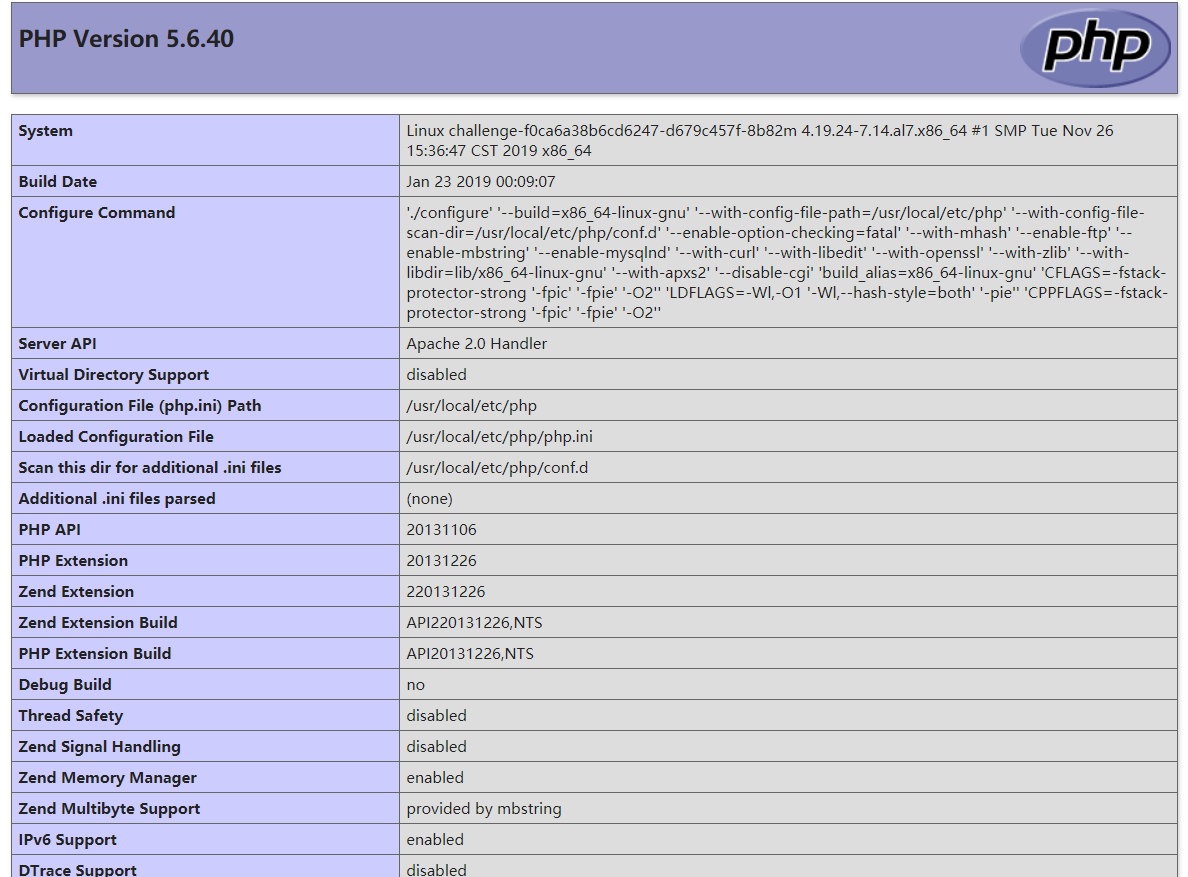 PHP Version 5.6.40
php
System
Linux challenge-f0ca6a38b6cd6247-d679c457f-8b82m 4.19.24-7.14.al7.x86_64 #1 SMP Tue Nov 26
15:36:47 CST 2019 x86_64
Build Date
Jan 23 2019 00:09:07
Configure Command
'./configure' '--build=x86_64-linux-gnu' '--with-config-file-path=/usr/local/etc/php' '--with-config-file-
scan-dir=/usr/local/etc/php/conf.d' '--enable-option-checking=fatal' '--with-mhash' '--enable-ftp' '--
enable-mbstring' '--enable-mysqlnd' '--with-curl' '--with-libedit' '--with-openssl' '--with-zlib' '--with-
libdir=lib/x86_64-linux-gnu' '--with-apxs2' '--disable-cgi' 'build_alias=x86_64-linux-gnu' 'CFLAGS=-fstack-
protector-strong '-fpic' '-fpie' '-O2'' 'LDFLAGS=-Wl,-O1 '-Wl,--hash-style=both' '-pie'' 'CPPFLAGS=-fstack-
protector-strong '-fpic' '-fpie' '-O2''
Server API
Apache 2.0 Handler
Virtual Directory Support
disabled
Configuration File (php.ini) Path
/usr/local/etc/php
Loaded Configuration File
/usr/local/etc/php/php.ini
Scan this dir for additional .ini files
/usr/local/etc/php/conf.d
Additional .ini files parsed
(none)
PHP API
20131106
PHP Extension
20131226
Zend Extension
220131226
Zend Extension Build
API220131226,NTS
PHP Extension Build
API20131226,NTS
Debug Build
no
Thread Safety
disabled
Zend Signal Handling
disabled
Zend Memory Manager
enabled
Zend Multibyte Support
provided by mbstring
IPv6 Support
enabled
DTrace Support
disabled